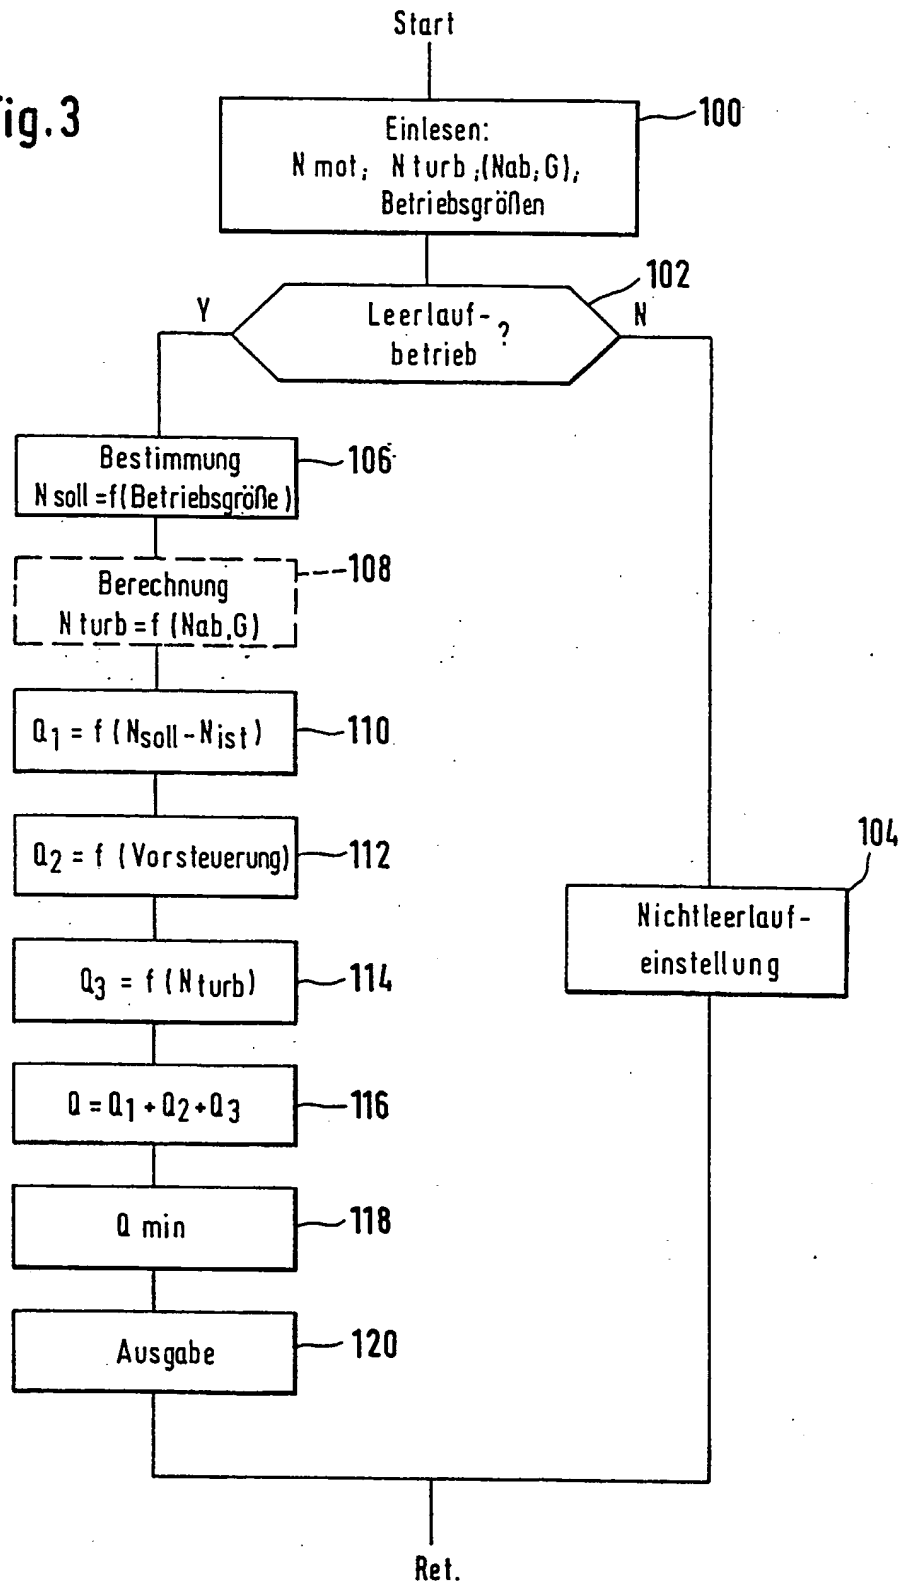 Start
Fig.3
100
Einlesen:
N mot; N turb ;(Nab; G);
Betriebsgrößen
102
Y
N
Leerlauf- ?
betrieb
106
Bestimmung
N soll =f(Betriebsgröße)
108
Berechnung
N turb = f (Nab,G)
Q1 = f (Nsoll - Nist)
110
Q2 = f (Vorsteuerung)
112
104
Nichtleerlauf-
einstellung
Q3 = f (Nturb)
114
Q = Q1 + Q2 + Q3
116
Q min
118
Ausgabe
120
Ret.